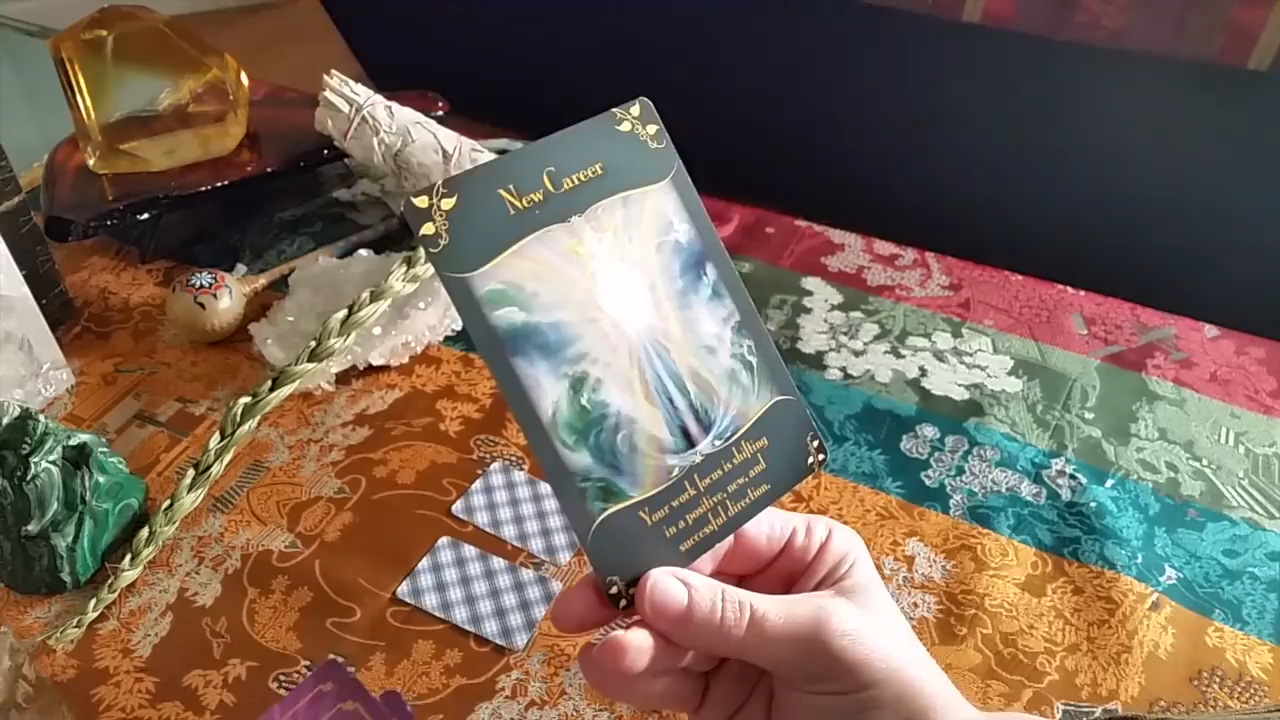 New Career
Your work focus is shifting
in a positive, new, and
successful direction.